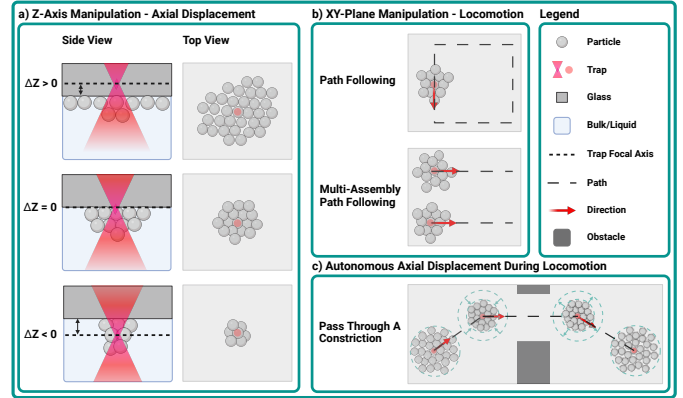 a) Z-Axis Manipulation - Axial Displacement
Side View
Top View
ΔZ > 0
ΔZ = 0
ΔZ < 0
b) XY-Plane Manipulation - Locomotion
Path Following
Multi-Assembly
Path Following
Legend
Particle
Trap
Glass
Bulk/Liquid
Trap Focal Axis
Path
Direction
Obstacle
c) Autonomous Axial Displacement During Locomotion
Pass Through A
Constriction